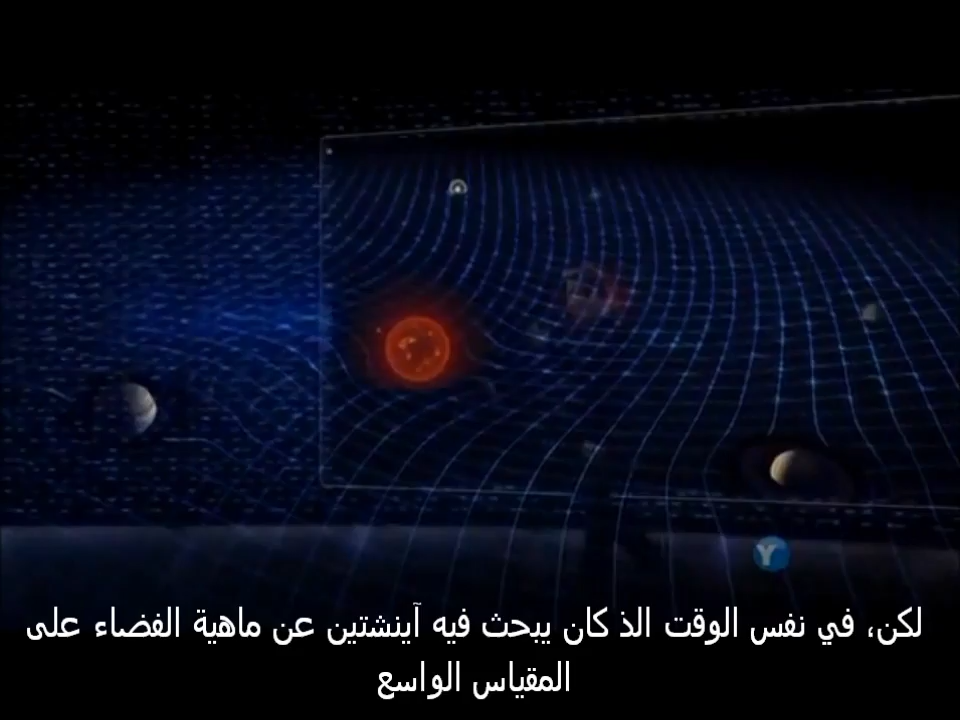 Y
لكن، في نفس الوقت الذ كان يبحث فيه آينشتين عن ماهية الفضاء على
المقياس الواسع